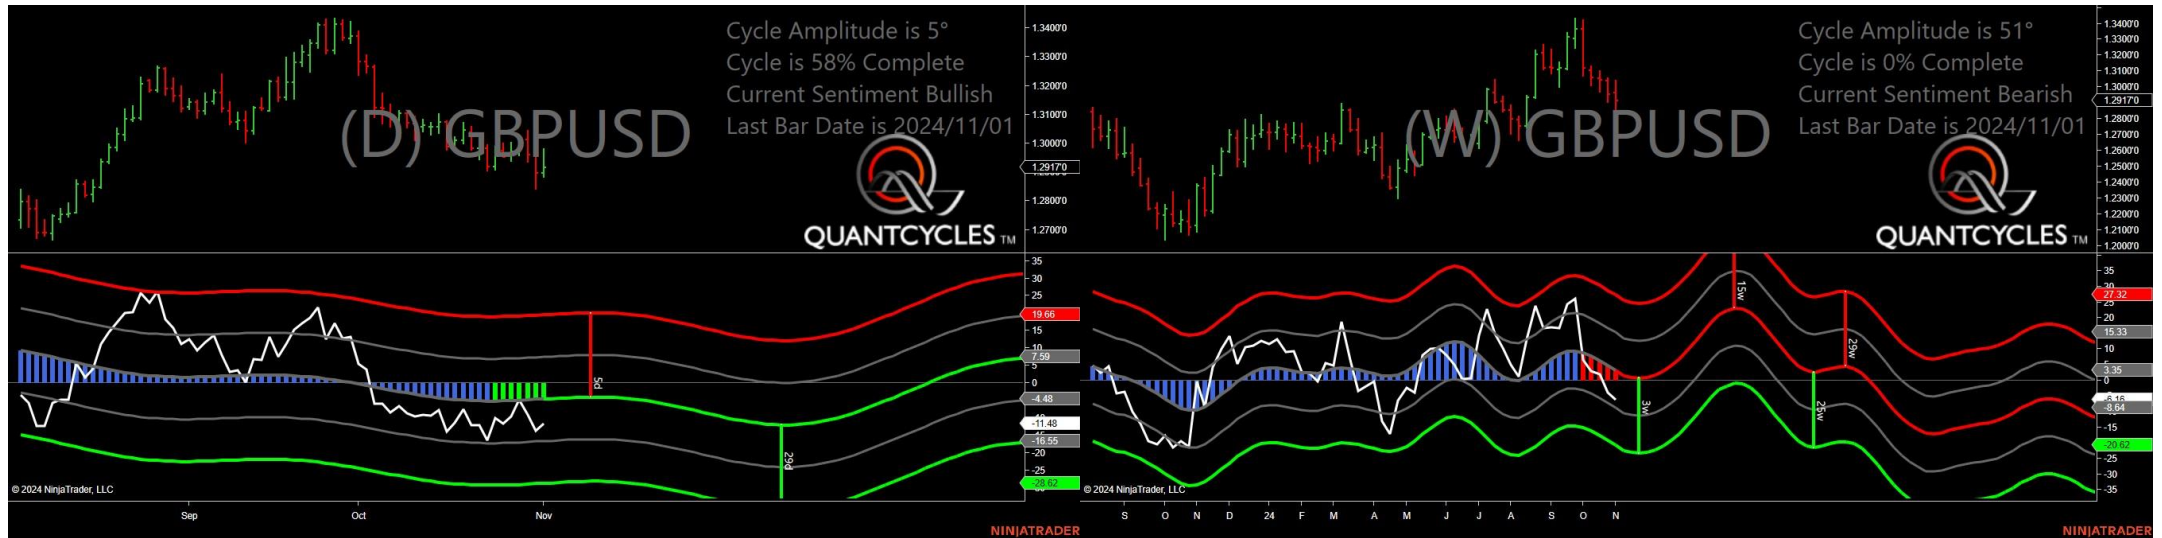 Cycle Amplitude is 5°
Cycle is 58% Complete
Current Sentiment Bullish
Last Bar Date is 2024/11/01
(D) GBPUSD
QUANTCYCLES TM
1.3400'0
1.3300'0
1.3200'0
1.3100'0
1.3000'0
1.2917'0
1.2800'0
1.2700'0
35
30
25
19.66
15
10
7.59
5
0
-4.48
-11.48
-16.55
-20
-25
-28.62
5d
29d
© 2024 NinjaTrader, LLC
Sep Oct Nov
NINJATRADER
Cycle Amplitude is 51°
Cycle is 0% Complete
Current Sentiment Bearish
Last Bar Date is 2024/11/01
(W) GBPUSD
QUANTCYCLES TM
1.3400'0
1.3300'0
1.3200'0
1.3100'0
1.3000'0
1.2917'0
1.2800'0
1.2700'0
1.2600'0
1.2500'0
1.2400'0
1.2300'0
1.2200'0
1.2100'0
1.2000'0
35
30
27.32
25
20
15.33
10
3.35
0
-6.16
-8.64
-15
-20.62
-25
-30
-35
3w
15w
25w
29w
© 2024 NinjaTrader, LLC
S O N D 24 F M A M J J A S O N
NINJATRADER